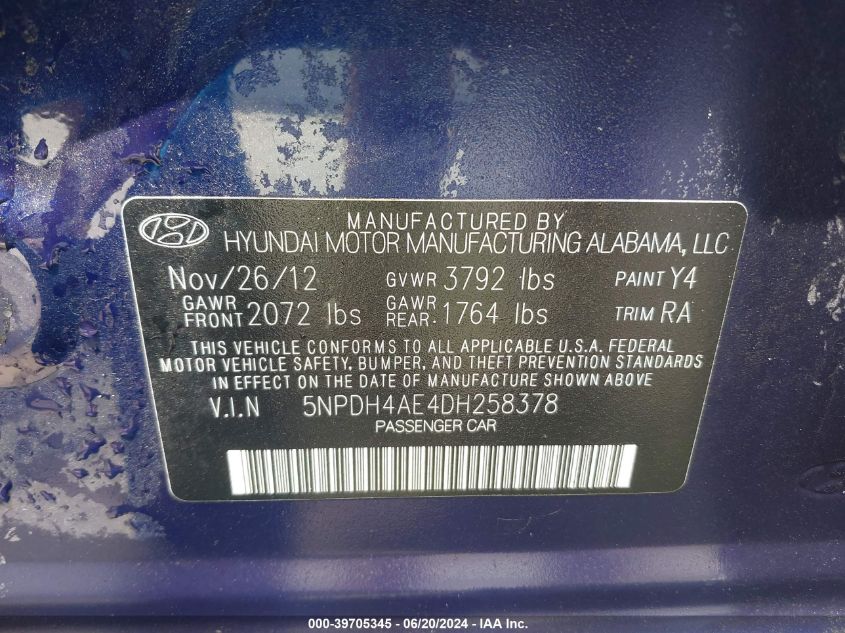 MANUFACTURED BY
HYUNDAI MOTOR MANUFACTURING ALABAMA, LLC
Nov/26/12 GVWR 3792 lbs PAINT Y4
GAWR FRONT 2072 lbs GAWR REAR: 1764 lbs TRIM RA
THIS VEHICLE CONFORMS TO ALL APPLICABLE U.S.A. FEDERAL
MOTOR VEHICLE SAFETY, BUMPER, AND THEFT PREVENTION STANDARDS
IN EFFECT ON THE DATE OF MANUFACTURE SHOWN ABOVE
V.I.N 5NPDH4AE4DH258378
PASSENGER CAR
000-39705345 - 06/20/2024 - IAA Inc.